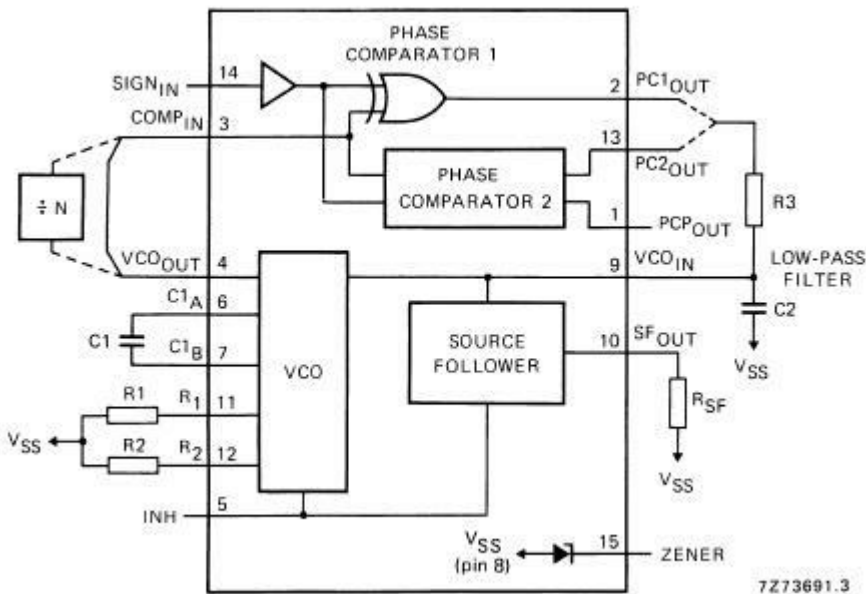 PHASE
COMPARATOR 1
SIGN_IN 14
2 PC1_OUT
COMP_IN 3
13
PC2_OUT
÷ N
PHASE
COMPARATOR 2
1 PCP_OUT
R3
VCO_OUT 4
9 VCO_IN
LOW-PASS
FILTER
C1_A 6
C1
C1_B 7
VCO
SOURCE
FOLLOWER
10 SF_OUT
C2
V_SS
R1 R_1 11
V_SS
R2 R_2 12
R_SF
V_SS
INH 5
V_SS
(pin 8)
15 ZENER
7Z73691.3